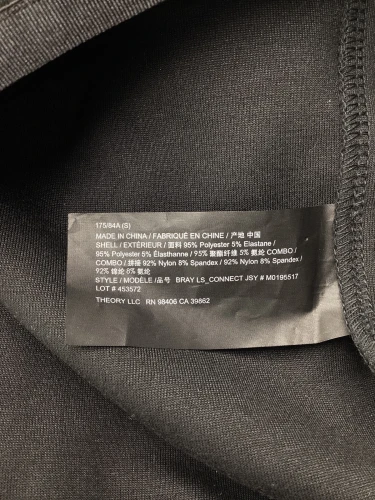 175/84A (S)
MADE IN CHINA / FABRIQUÉ EN CHINE / 产地 中国
SHELL / EXTÉRIEUR / 面料 95% Polyester 5% Elastane /
95% Polyester 5% Élasthanne / 95% 聚酯纤维 5% 氨纶 COMBO /
COMBO / 拼接 92% Nylon 8% Spandex / 92% Nylon 8% Spandex /
92% 锦纶 8% 氨纶
STYLE / MODÈLE / 品号 BRAY LS_CONNECT JSY # M0195517
LOT # 453572
THEORY LLC RN 98406 CA 39862